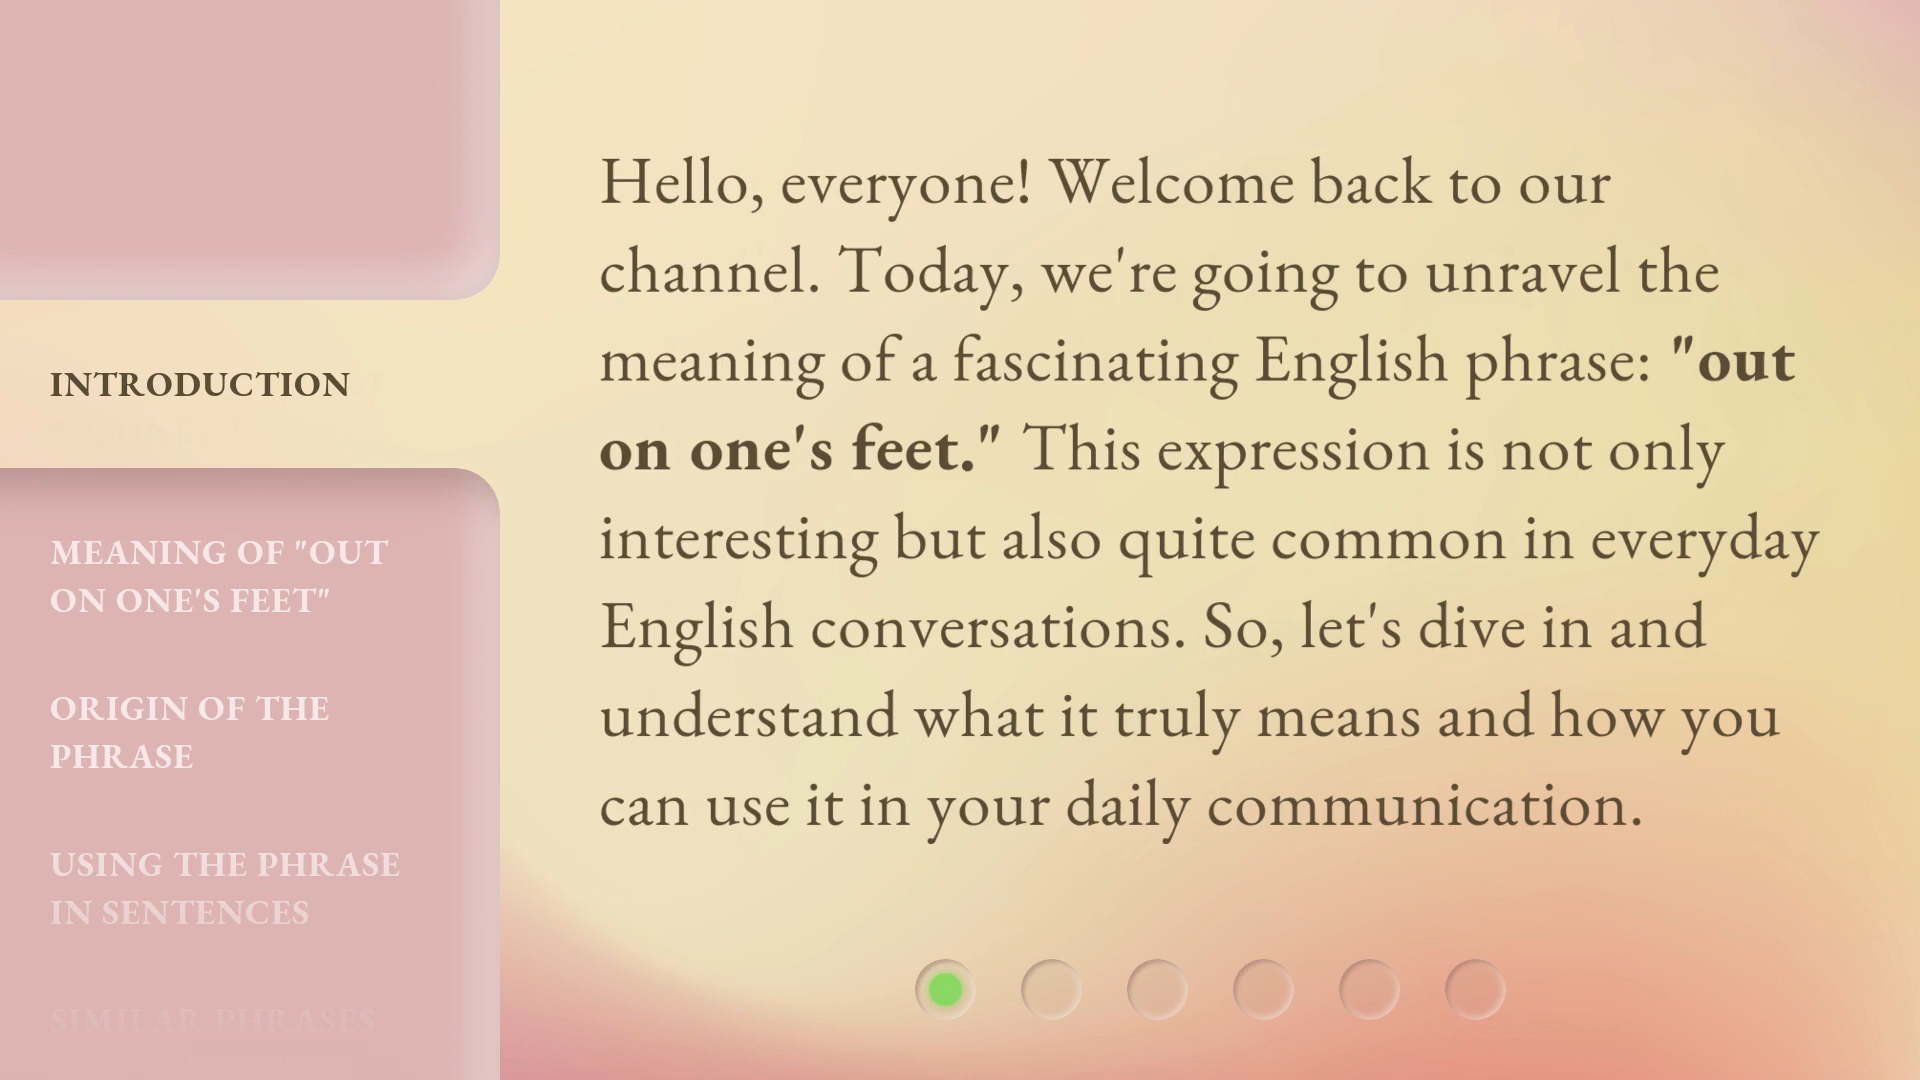 INTRODUCTION
MEANING OF "OUT
ON ONE'S FEET"
ORIGIN OF THE
PHRASE
USING THE PHRASE
IN SENTENCES
SIMILAR PHRASES
Hello, everyone! Welcome back to our
channel. Today, we're going to unravel the
meaning of a fascinating English phrase: "out
on one's feet." This expression is not only
interesting but also quite common in everyday
English conversations. So, let's dive in and
understand what it truly means and how you
can use it in your daily communication.